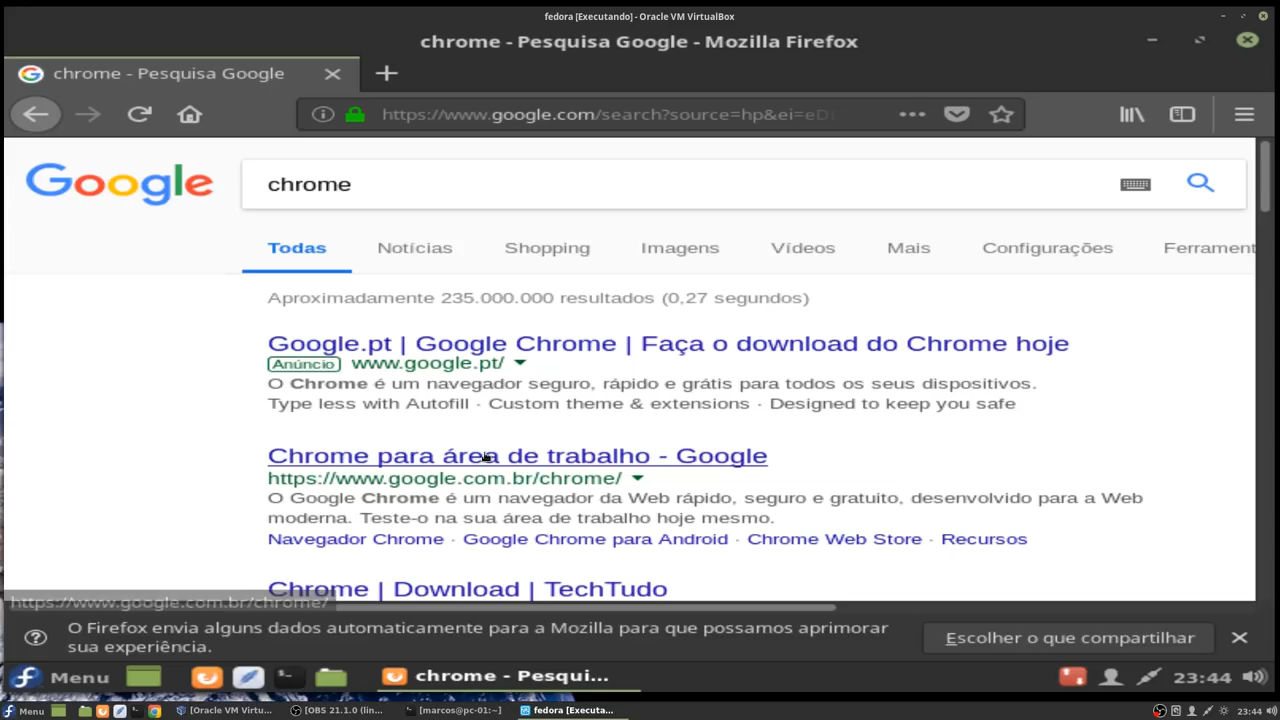 fedora [Executando] - Oracle VM VirtualBox
chrome - Pesquisa Google - Mozilla Firefox
chrome - Pesquisa Google
https://www.google.com/search?source=hp&ei=eD
Google
chrome
Todas Notícias Shopping Imagens Vídeos Mais Configurações Ferrament
Aproximadamente 235.000.000 resultados (0,27 segundos)
Google.pt | Google Chrome | Faça o download do Chrome hoje
Anúncio www.google.pt/
O Chrome é um navegador seguro, rápido e grátis para todos os seus dispositivos.
Type less with Autofill · Custom theme & extensions · Designed to keep you safe
Chrome para área de trabalho - Google
https://www.google.com.br/chrome/
O Google Chrome é um navegador da Web rápido, seguro e gratuito, desenvolvido para a Web
moderna. Teste-o na sua área de trabalho hoje mesmo.
Navegador Chrome · Google Chrome para Android · Chrome Web Store · Recursos
Chrome | Download | TechTudo
https://www.google.com.br/chrome/
O Firefox envia alguns dados automaticamente para a Mozilla para que possamos aprimorar
sua experiência.
Escolher o que compartilhar
Menu chrome - Pesqui... 23:44
Menu [Oracle VM Virtu... [OBS 21.1.0 (lin... [marcos@pc-01:~] fedora [Executa... 23:44